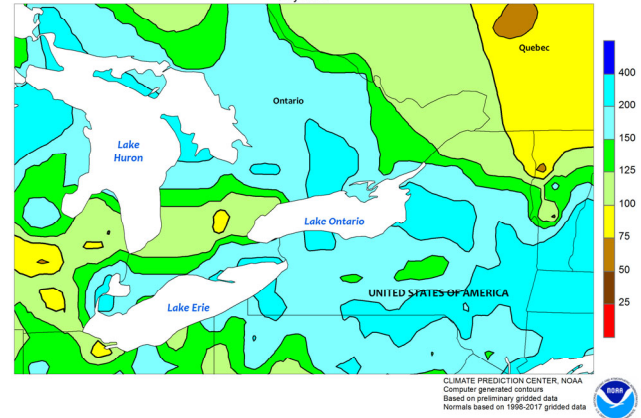 Quebec
Ontario
Lake
Huron
Lake Ontario
Lake Erie
UNITED STATES OF AMERICA
400
200
150
125
100
75
50
25
CLIMATE PREDICTION CENTER, NOAA
Computer generated contours
Based on preliminary gridded data
Normals based on 1998-2017 gridded data
NOAA